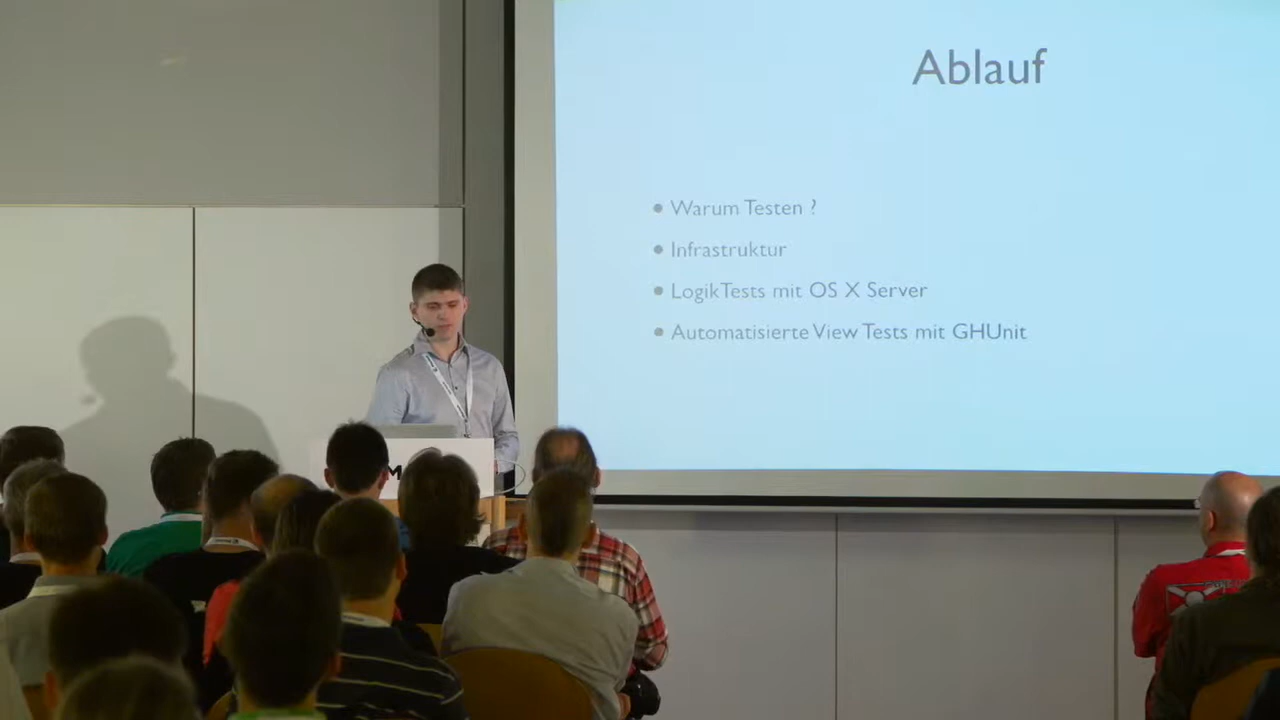 Ablauf
• Warum Testen ?
• Infrastruktur
• LogikTests mit OS X Server
• Automatisierte View Tests mit GHUnit
M